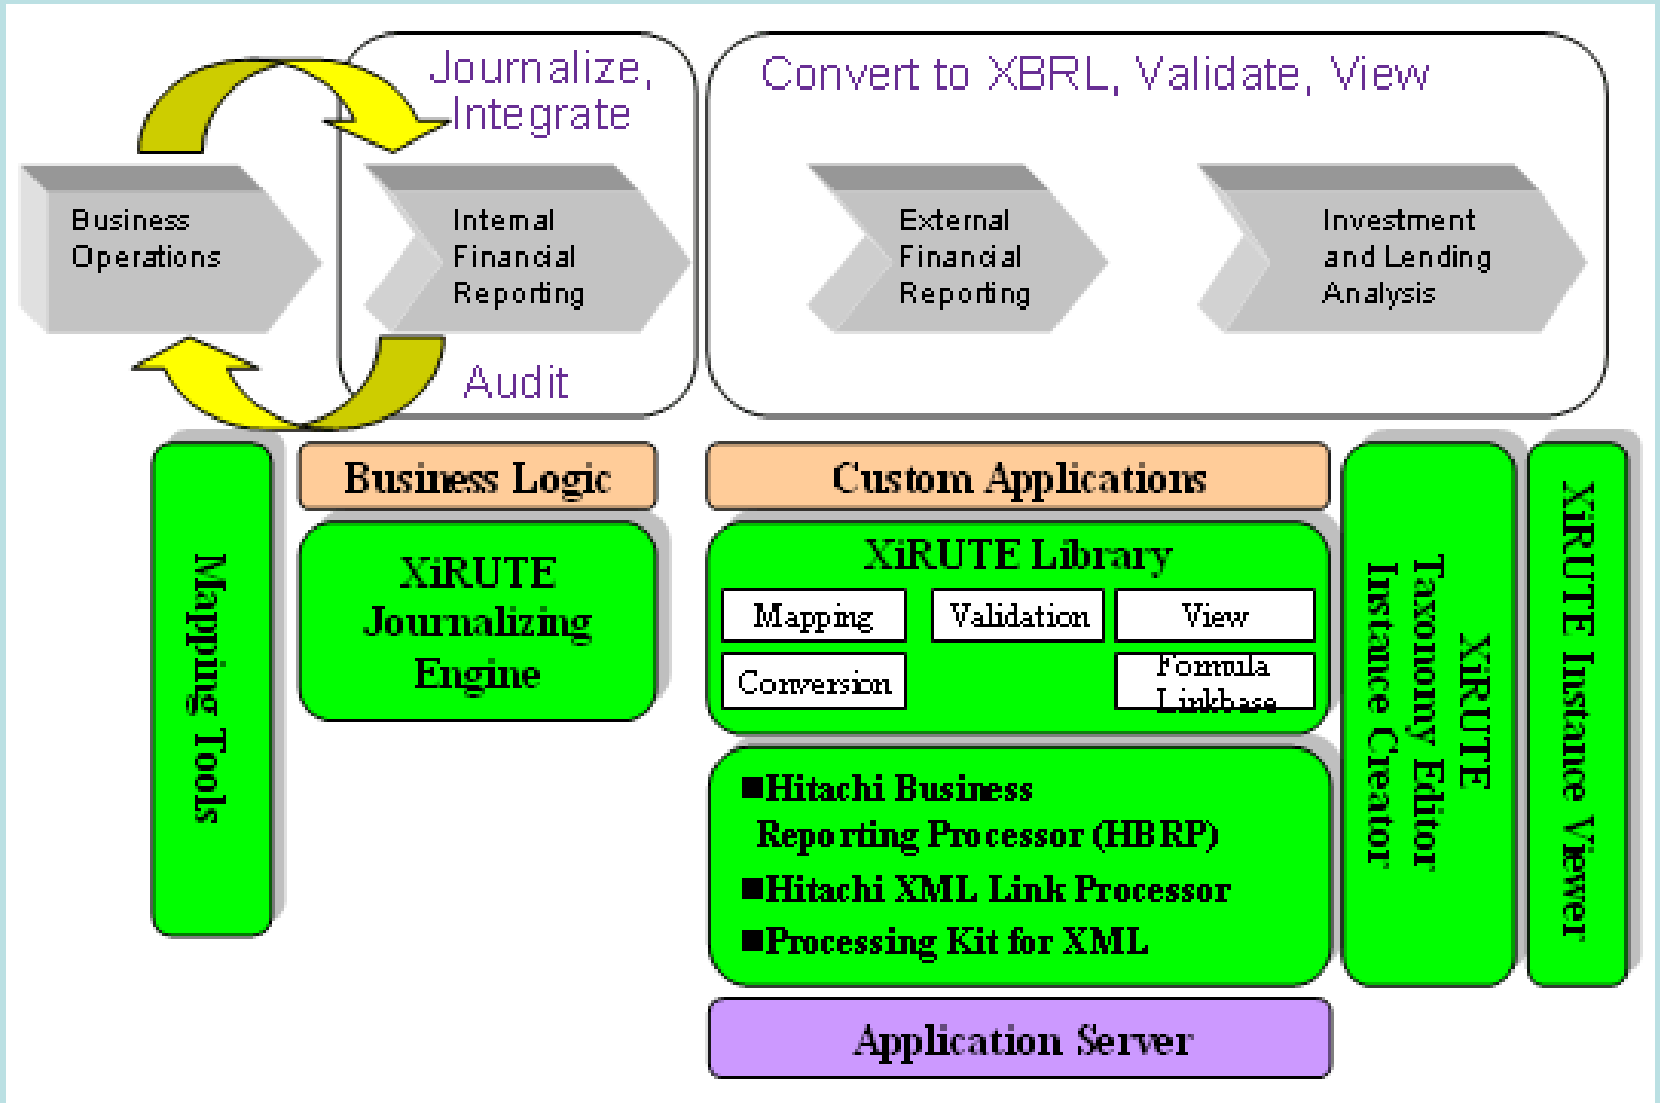 Journalize,
Integrate
Convert to XBRL, Validate, View
Business
Operations
Internal
Financial
Reporting
External
Financial
Reporting
Investment
and Lending
Analysis
Audit
Mapping Tools
Business Logic
XiRUTE
Journalizing
Engine
Custom Applications
XiRUTE Library
Mapping
Validation
View
Conversion
Formula
Linkbase
■Hitachi Business
Reporting Processor (HBRP)
■Hitachi XML Link Processor
■Processing Kit for XML
Application Server
XiRUTE
Taxonomy Editor
Instance Creator
XiRUTE Instance Viewer